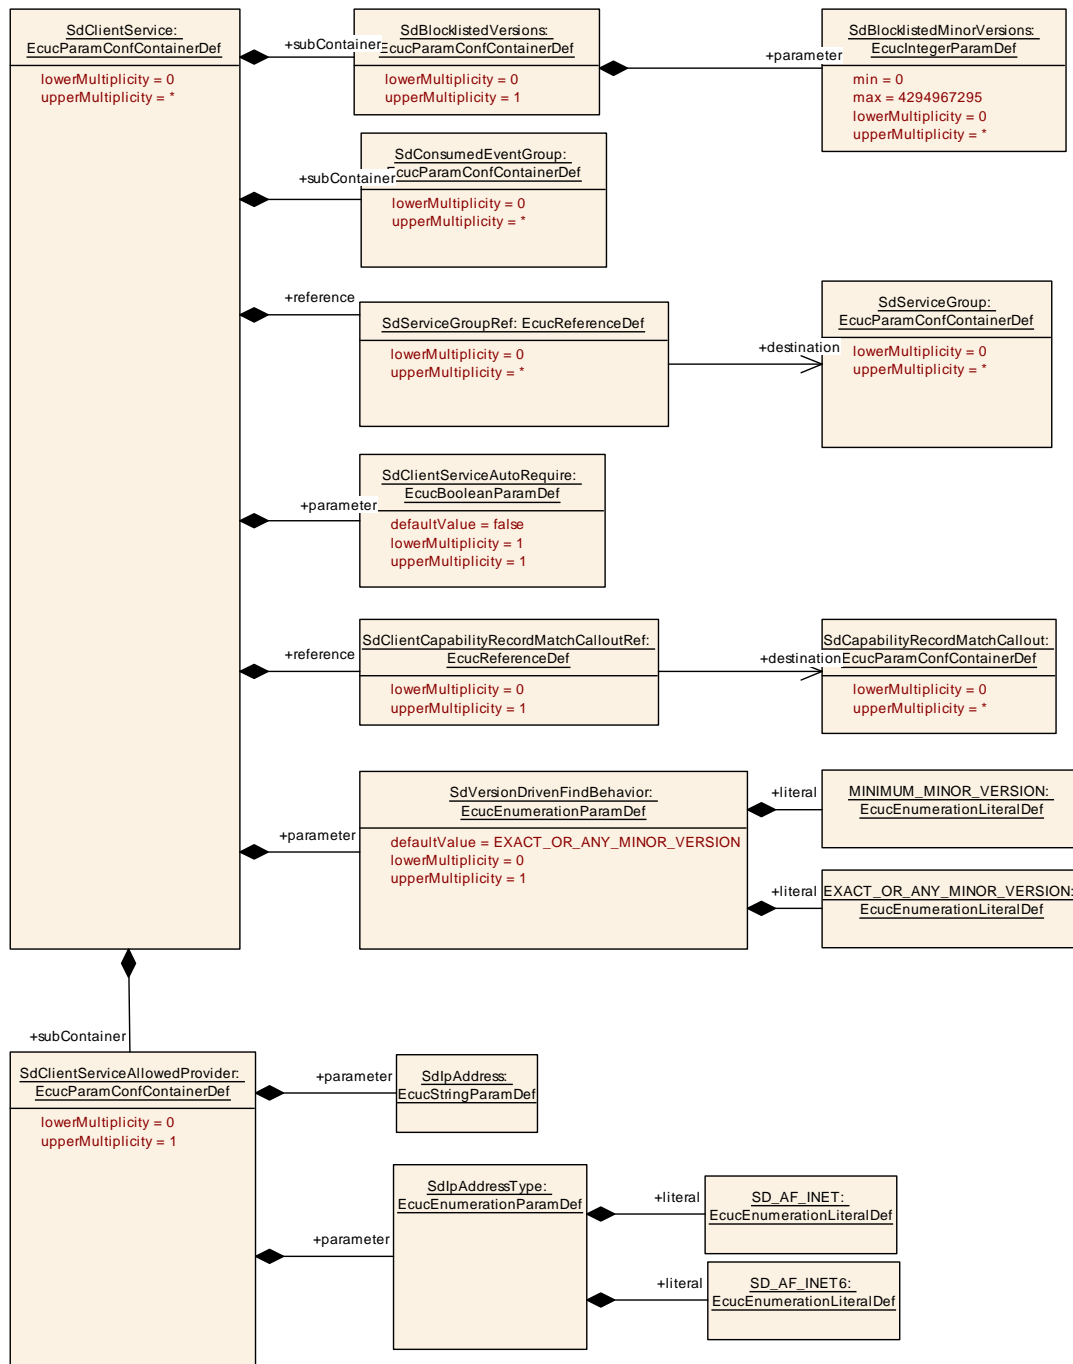 SdClientService:
EcucParamConfContainerDef
lowerMultiplicity = 0
upperMultiplicity = *
+subContainer
SdBlocklistedVersions:
EcucParamConfContainerDef
lowerMultiplicity = 0
upperMultiplicity = 1
+parameter
SdBlocklistedMinorVersions:
EcucIntegerParamDef
min = 0
max = 4294967295
lowerMultiplicity = 0
upperMultiplicity = *
+subContainer
SdConsumedEventGroup:
EcucParamConfContainerDef
lowerMultiplicity = 0
upperMultiplicity = *
+reference
SdServiceGroupRef: EcucReferenceDef
lowerMultiplicity = 0
upperMultiplicity = *
+destination
SdServiceGroup:
EcucParamConfContainerDef
lowerMultiplicity = 0
upperMultiplicity = *
+parameter
SdClientServiceAutoRequire:
EcucBooleanParamDef
defaultValue = false
lowerMultiplicity = 1
upperMultiplicity = 1
+reference
SdClientCapabilityRecordMatchCalloutRef:
EcucReferenceDef
lowerMultiplicity = 0
upperMultiplicity = 1
+destination
SdCapabilityRecordMatchCallout:
EcucParamConfContainerDef
lowerMultiplicity = 0
upperMultiplicity = *
+parameter
SdVersionDrivenFindBehavior:
EcucEnumerationParamDef
defaultValue = EXACT_OR_ANY_MINOR_VERSION
lowerMultiplicity = 0
upperMultiplicity = 1
+literal
MINIMUM_MINOR_VERSION:
EcucEnumerationLiteralDef
+literal
EXACT_OR_ANY_MINOR_VERSION:
EcucEnumerationLiteralDef
+subContainer
SdClientServiceAllowedProvider:
EcucParamConfContainerDef
lowerMultiplicity = 0
upperMultiplicity = 1
+parameter
SdIpAddress:
EcucStringParamDef
+parameter
SdIpAddressType:
EcucEnumerationParamDef
+literal
SD_AF_INET:
EcucEnumerationLiteralDef
+literal
SD_AF_INET6:
EcucEnumerationLiteralDef